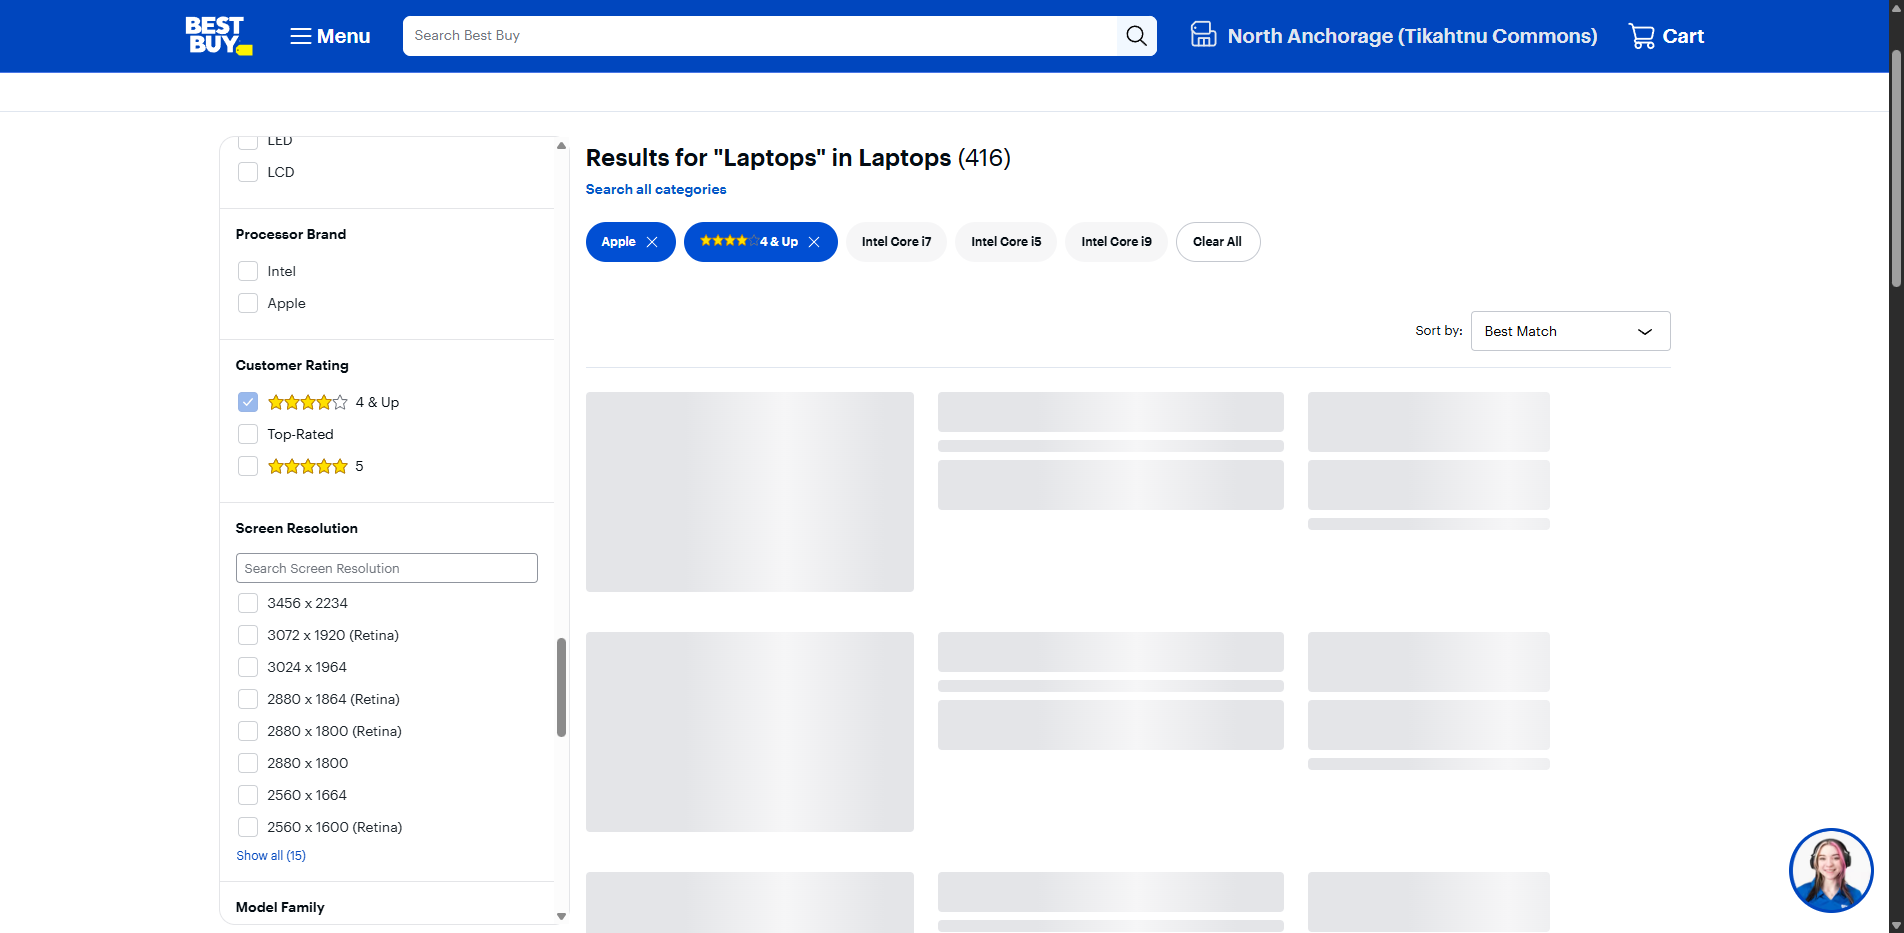 BEST BUY
Menu
Search Best Buy
North Anchorage (Tikahtnu Commons)
Cart
LED
LCD
Processor Brand
Intel
Apple
Customer Rating
4 & Up
Top-Rated
5
Screen Resolution
Search Screen Resolution
3456 x 2234
3072 x 1920 (Retina)
3024 x 1964
2880 x 1864 (Retina)
2880 x 1800 (Retina)
2880 x 1800
2560 x 1664
2560 x 1600 (Retina)
Show all (15)
Model Family
Results for "Laptops" in Laptops (416)
Search all categories
Apple
4 & Up
Intel Core i7
Intel Core i5
Intel Core i9
Clear All
Sort by:
Best Match